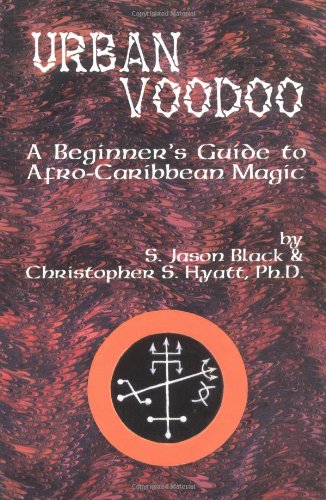 URBAN
VOODOO
A Beginner's Guide to
Afro-Caribbean Magic
by
S. Jason Black &
Christopher S. Hyatt, Ph.D.